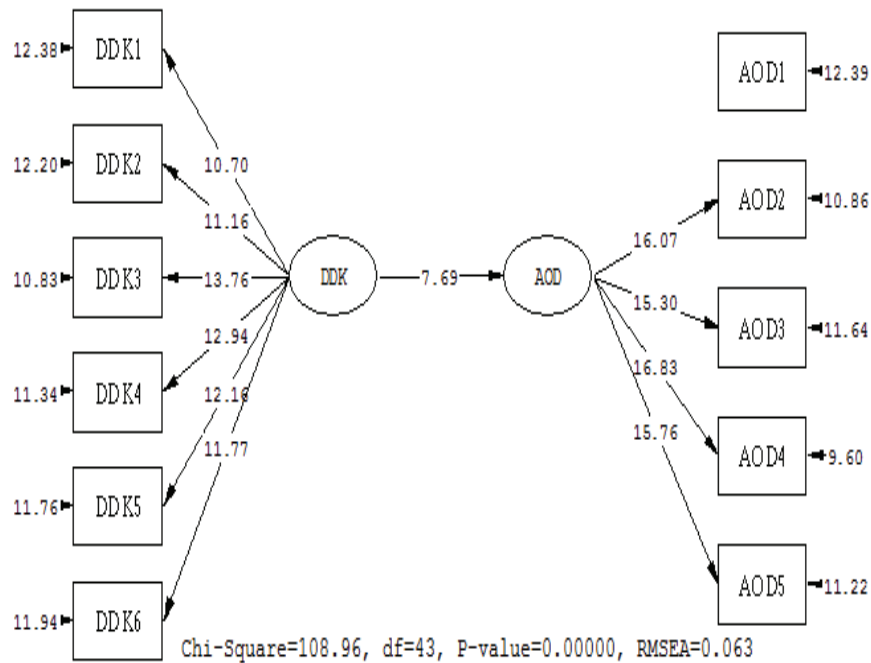 12.38 DDK1
12.20 DDK2
10.83 DDK3
11.34 DDK4
11.76 DDK5
11.94 DDK6
10.70
11.16
13.76
12.94
12.16
11.77
DDK
7.69
AOD
16.07
15.30
16.83
15.76
AOD1 12.39
AOD2 10.86
AOD3 11.64
AOD4 9.60
AOD5 11.22
Chi-Square=108.96, df=43, P-value=0.00000, RMSEA=0.063